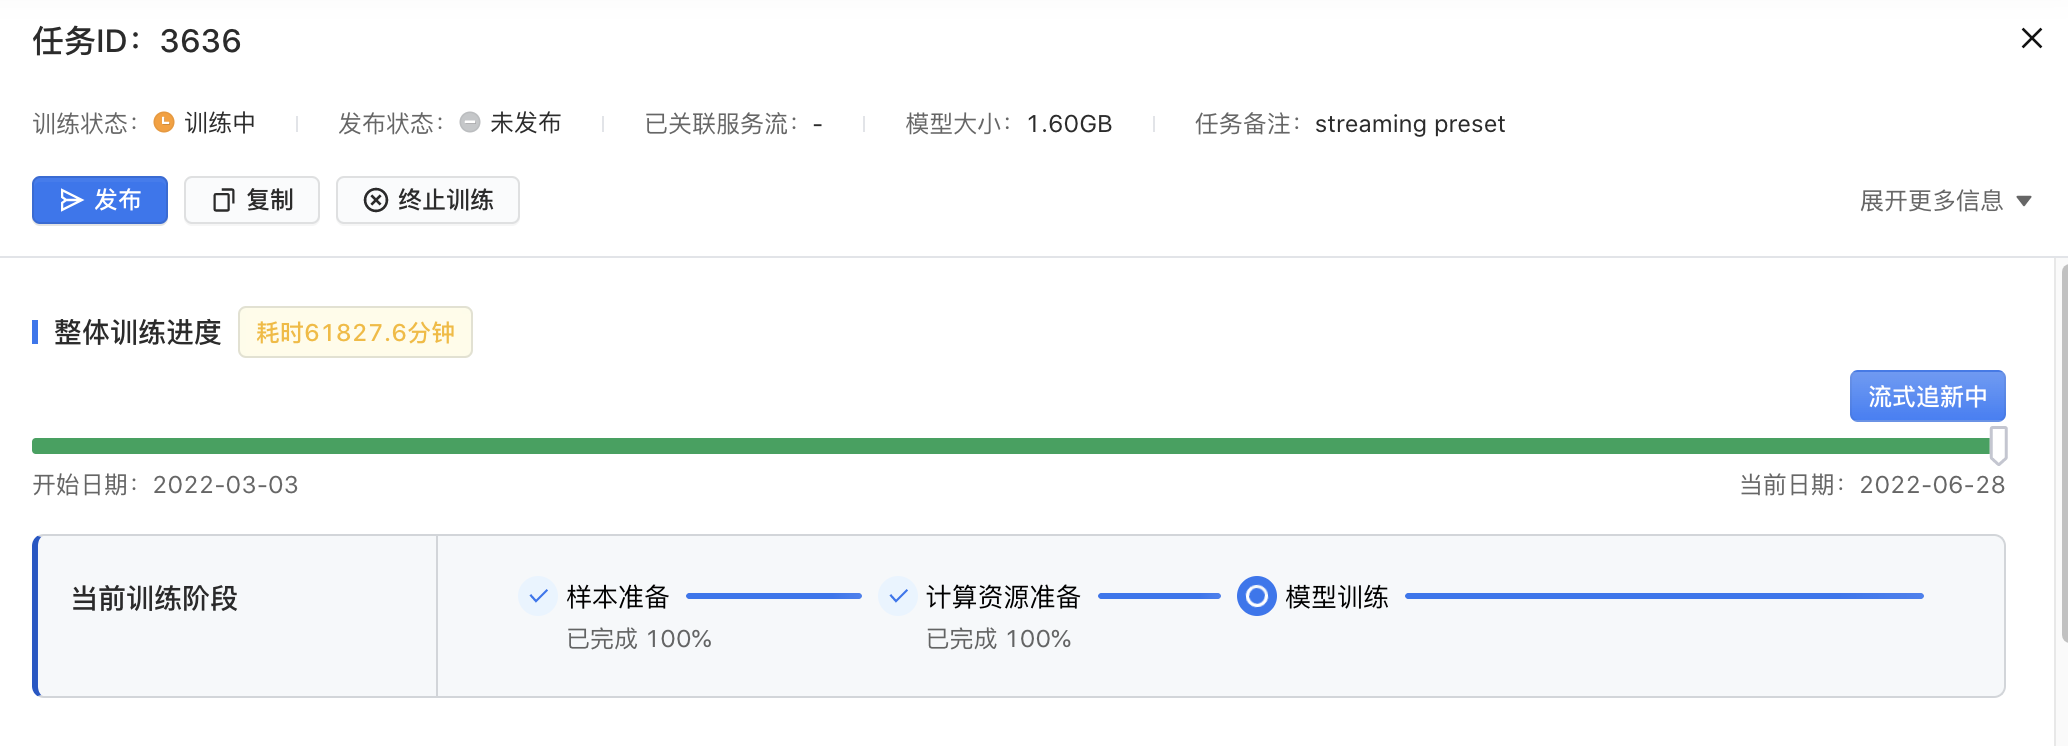 任务ID：3636
训练状态： 训练中 发布状态： 未发布 已关联服务流： - 模型大小： 1.60GB 任务备注： streaming preset
发布 复制 终止训练 展开更多信息
整体训练进度 耗时61827.6分钟
流式追新中
开始日期：2022-03-03 当前日期：2022-06-28
当前训练阶段 样本准备 计算资源准备 模型训练
已完成 100% 已完成 100%